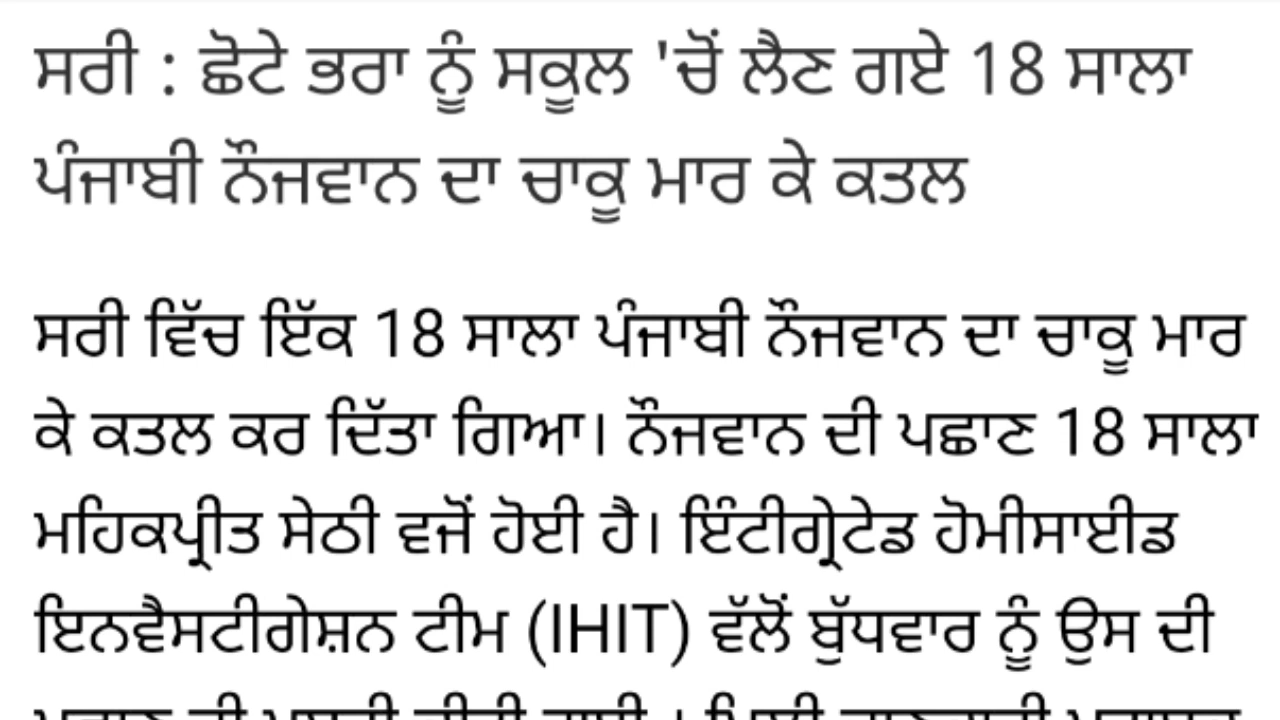 ਸਰੀ : ਛੋਟੇ ਭਰਾ ਨੂੰ ਸਕੂਲ 'ਚੋਂ ਲੈਣ ਗਏ 18 ਸਾਲਾ
ਪੰਜਾਬੀ ਨੌਜਵਾਨ ਦਾ ਚਾਕੂ ਮਾਰ ਕੇ ਕਤਲ
ਸਰੀ ਵਿੱਚ ਇੱਕ 18 ਸਾਲਾ ਪੰਜਾਬੀ ਨੌਜਵਾਨ ਦਾ ਚਾਕੂ ਮਾਰ
ਕੇ ਕਤਲ ਕਰ ਦਿੱਤਾ ਗਿਆ। ਨੌਜਵਾਨ ਦੀ ਪਛਾਣ 18 ਸਾਲਾ
ਮਹਿਕਪ੍ਰੀਤ ਸੇਠੀ ਵਜੋਂ ਹੋਈ ਹੈ। ਇੰਟੀਗ੍ਰੇਟੇਡ ਹੋਮੀਸਾਈਡ
ਇਨਵੈਸਟੀਗੇਸ਼ਨ ਟੀਮ (IHIT) ਵੱਲੋਂ ਬੁੱਧਵਾਰ ਨੂੰ ਉਸ ਦੀ